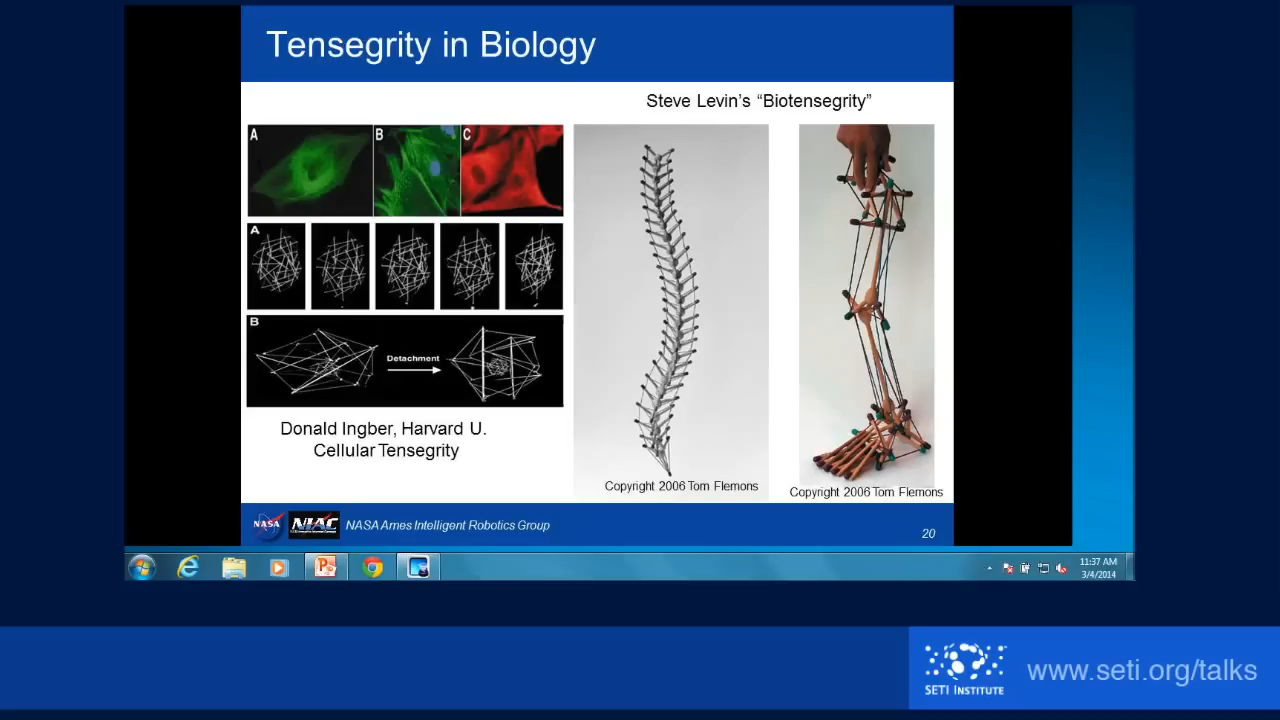 Tensegrity in Biology
Steve Levin's “Biotensegrity”
A
B
C
A
B
Detachment
Donald Ingber, Harvard U.
Cellular Tensegrity
Copyright 2006 Tom Flemons
Copyright 2006 Tom Flemons
NASA
NIAC
NASA Ames Intelligent Robotics Group
20
11:37 AM
3/4/2014
SETI INSTITUTE
www.seti.org/talks